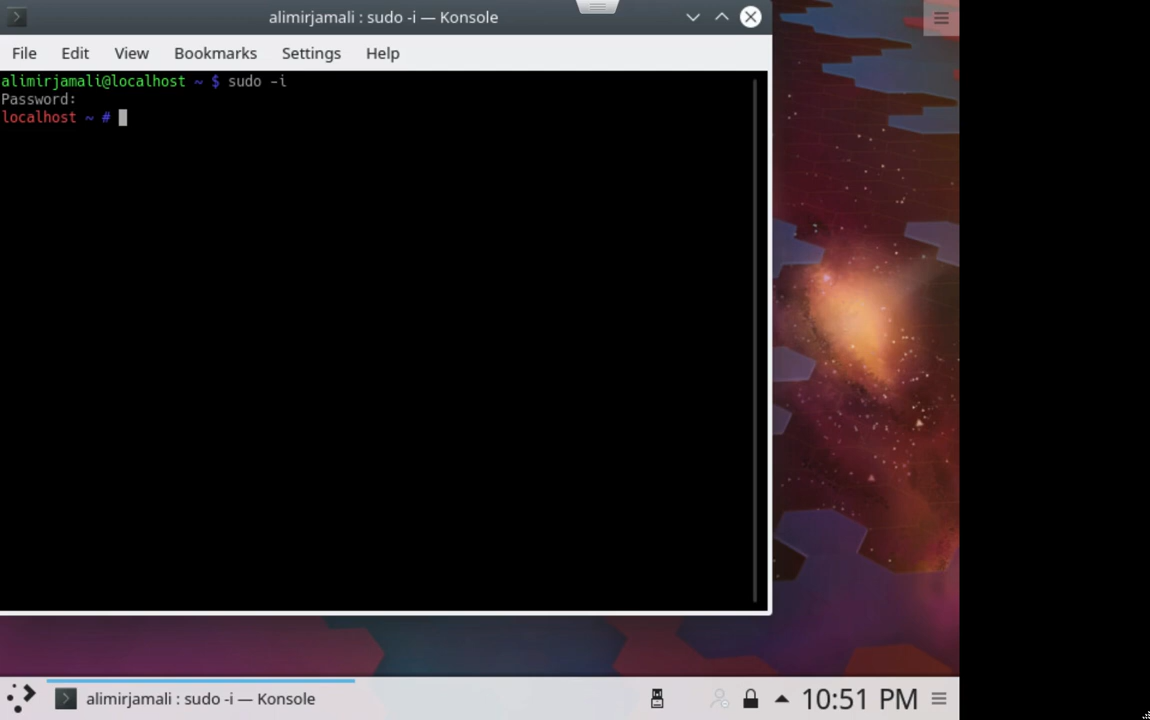 alimirjamali : sudo -i — Konsole
File Edit View Bookmarks Settings Help
alimirjamali@localhost ~ $ sudo -i
Password:
localhost ~ #
alimirjamali : sudo -i — Konsole
10:51 PM